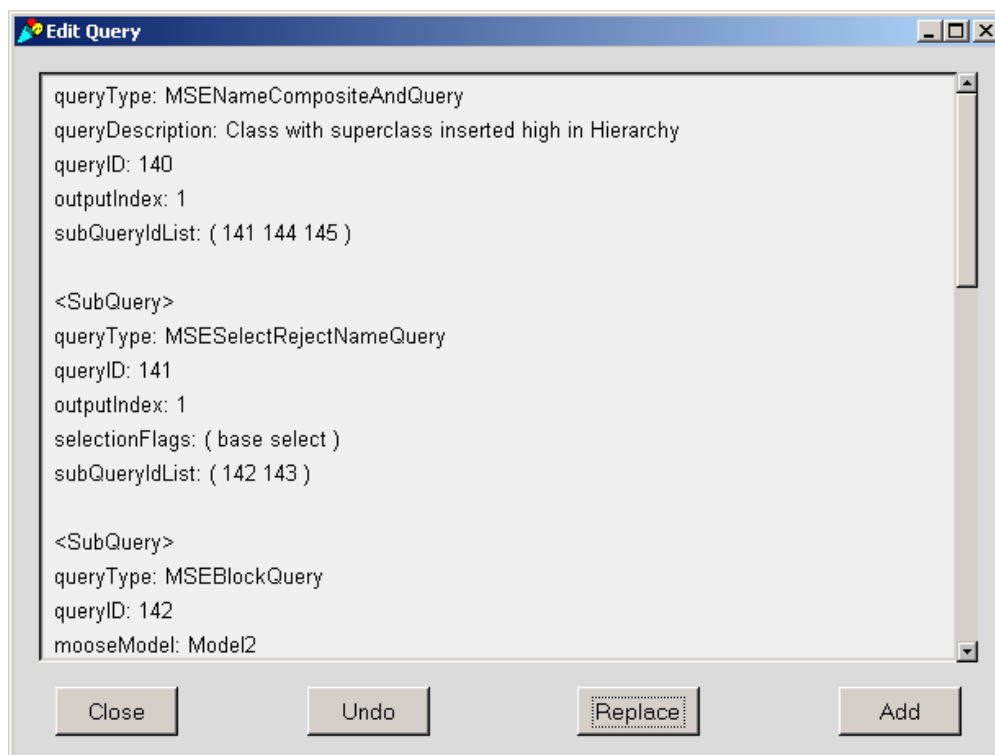 Edit Query
queryType: MSENameCompositeAndQuery
queryDescription: Class with superclass inserted high in Hierarchy
queryID: 140
outputIndex: 1
subQueryIdList: ( 141 144 145 )
<SubQuery>
queryType: MSESelectRejectNameQuery
queryID: 141
outputIndex: 1
selectionFlags: ( base select )
subQueryIdList: ( 142 143 )
<SubQuery>
queryType: MSEBlockQuery
queryID: 142
mooseModel: Model2
Close Undo Replace Add